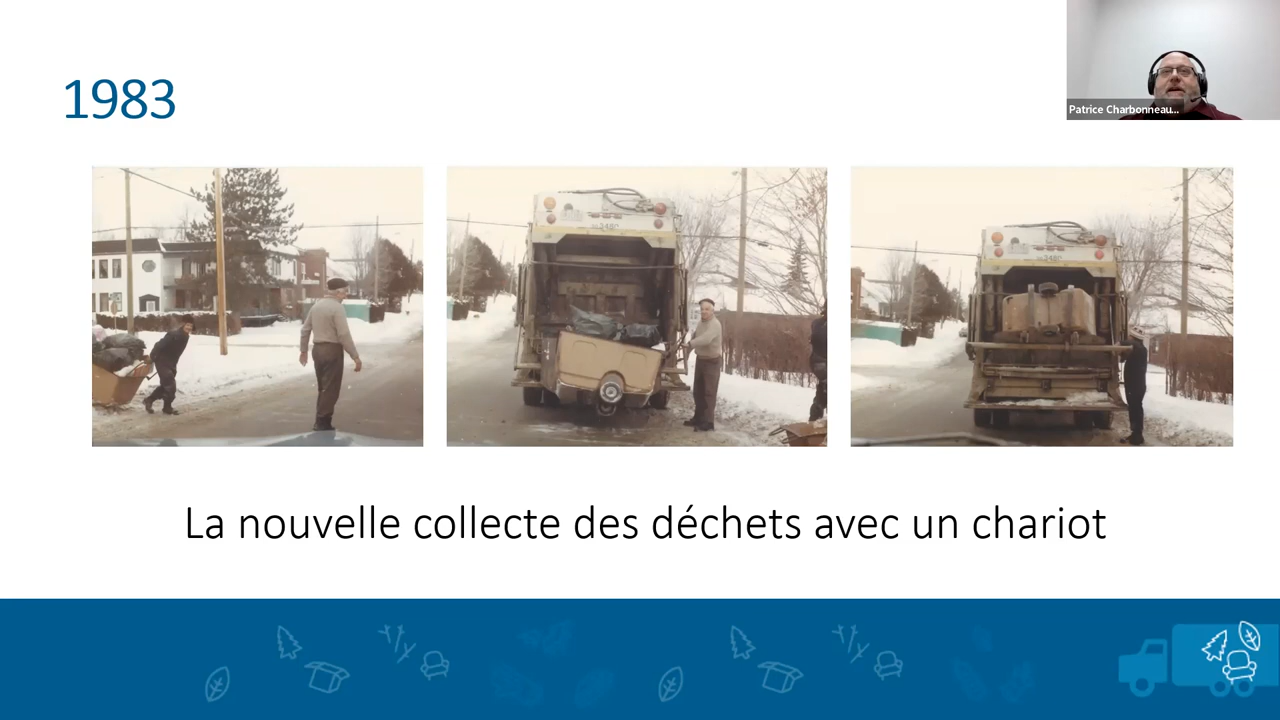 1983
Patrice Charbonneau...
La nouvelle collecte des déchets avec un chariot